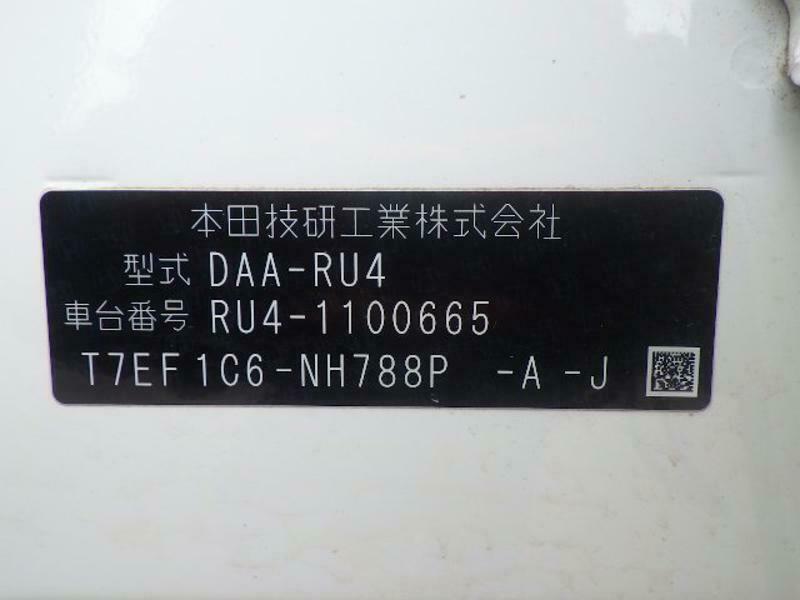 本田技研工業株式会社
型式 DAA-RU4
車台番号 RU4-1100665
T7EF1C6-NH788P -A -J